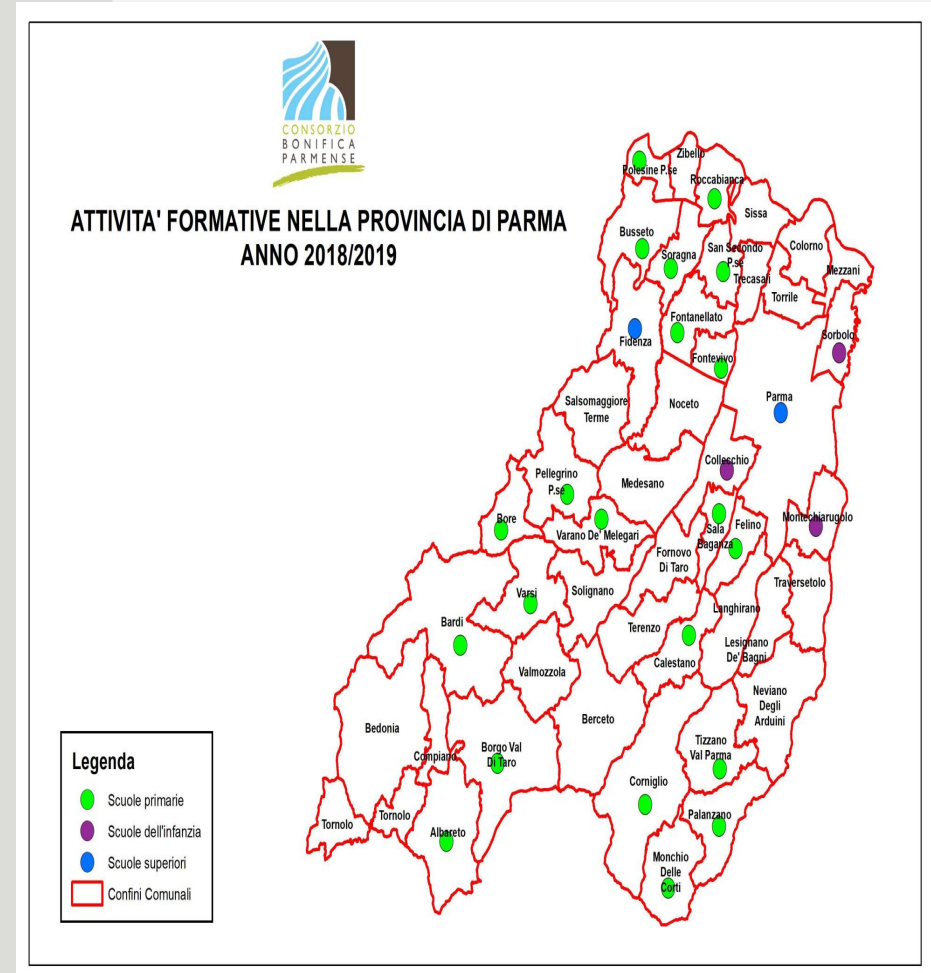 CONSORZIO
BONIFICA
PARMENSE
ATTIVITA' FORMATIVE NELLA PROVINCIA DI PARMA
ANNO 2018/2019
Zibello
Polesine P.se
Roccabianca
Sissa
Busseto
San Secondo
P.se
Colorno
Soragna
Mezzani
Trecasali
Torrile
Fontanellato
Sorbolo
Fidenza
Fontevivo
Salsomaggiore
Terme
Noceto
Parma
Collecchio
Pellegrino
P.se
Medesano
Bore
Varano De' Melegari
Sala
Baganza
Felino
Montechiarugolo
Fornovo
Di Taro
Traversetolo
Varsi
Solignano
Langhirano
Bardi
Terenzo
Lesignano
De' Bagni
Calestano
Valmozzola
Neviano
Degli
Arduini
Berceto
Bedonia
Compiano
Borgo Val
Di Taro
Tizzano
Val Parma
Corniglio
Palanzano
Tornolo
Tornolo
Albareto
Monchio
Delle
Corti
Legenda
Scuole primarie
Scuole dell'infanzia
Scuole superiori
Confini Comunali